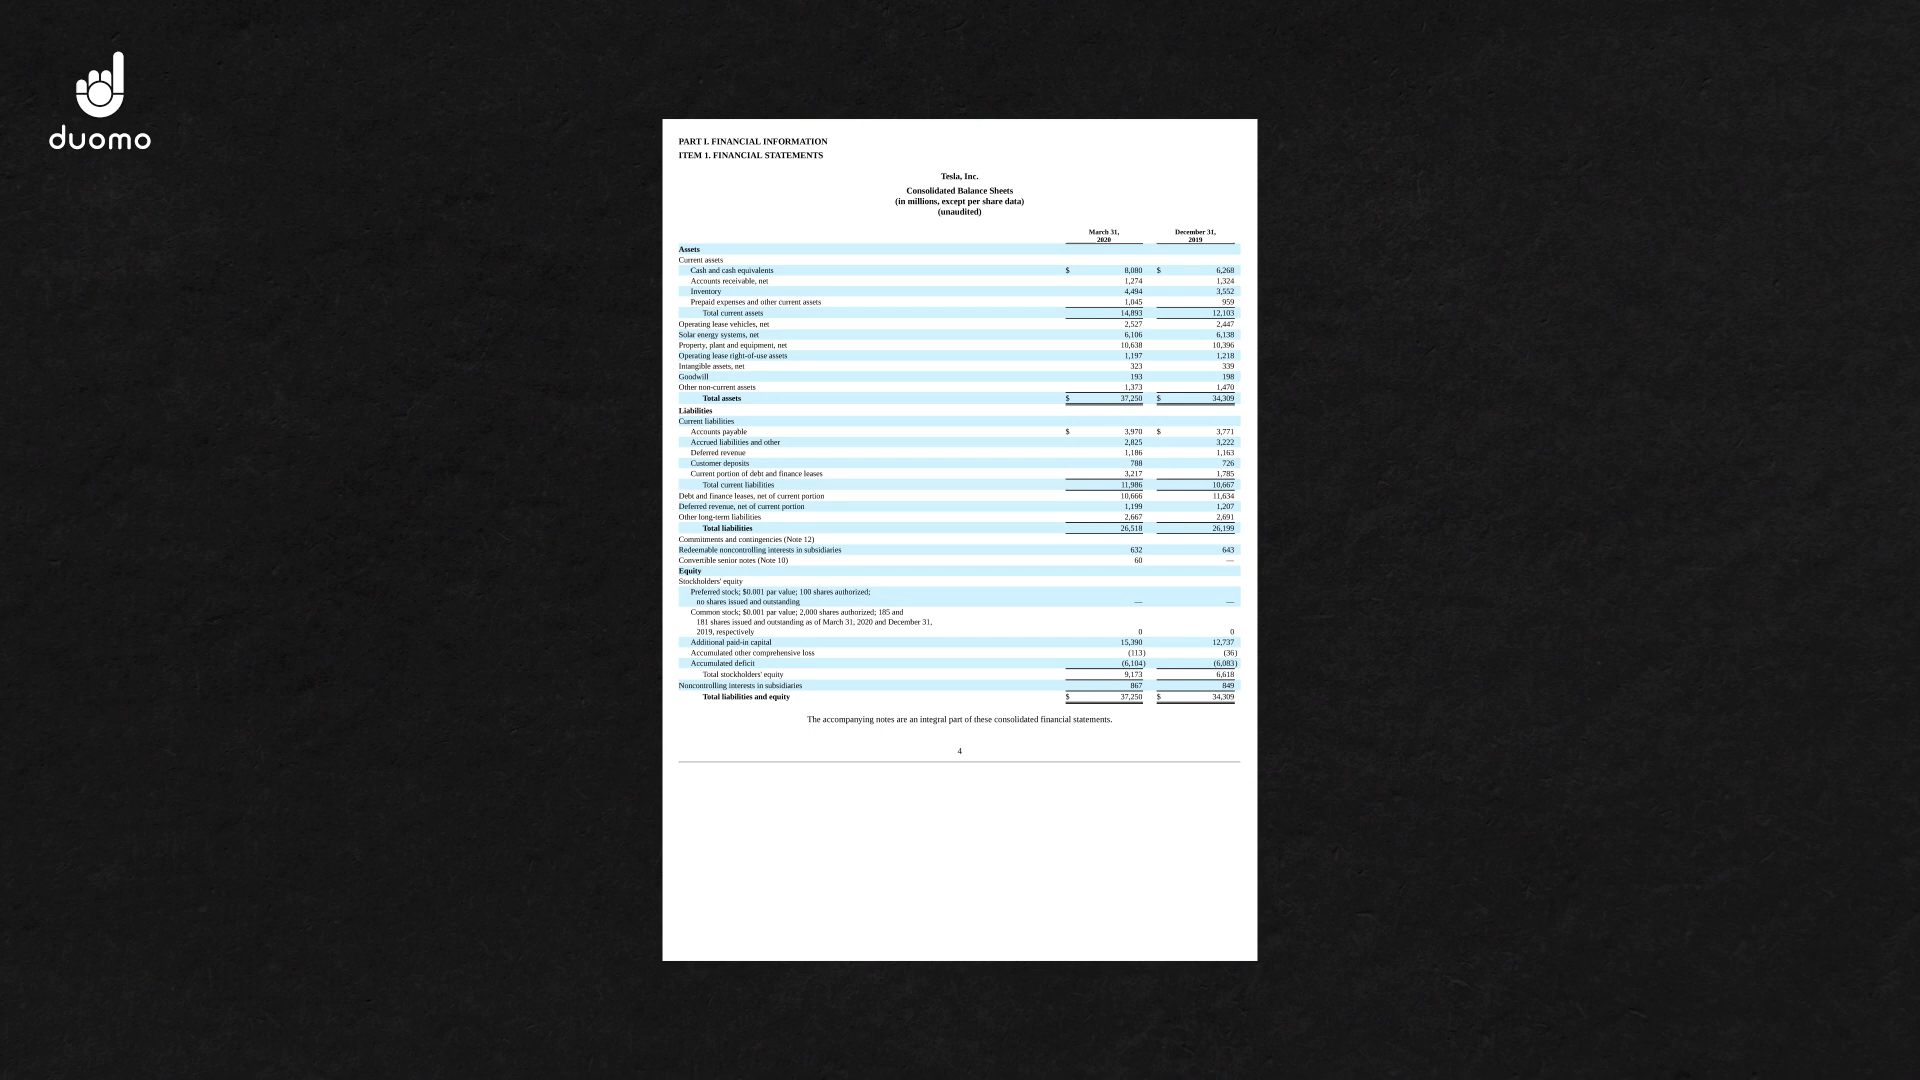 duomo
PART I. FINANCIAL INFORMATION
ITEM 1. FINANCIAL STATEMENTS
Tesla, Inc.
Consolidated Balance Sheets
(in millions, except per share data)
(unaudited)
March 31, December 31,
2020 2019
Assets
Current assets
Cash and cash equivalents $ 8,080 $ 6,268
Accounts receivable, net 1,274 1,324
Inventory 4,494 3,552
Prepaid expenses and other current assets 1,045 959
Total current assets 14,893 12,103
Operating lease vehicles, net 2,527 2,447
Solar energy systems, net 6,106 6,138
Property, plant and equipment, net 10,638 10,396
Operating lease right-of-use assets 1,197 1,218
Intangible assets, net 323 339
Goodwill 193 198
Other non-current assets 1,373 1,470
Total assets $ 37,250 $ 34,309
Liabilities
Current liabilities
Accounts payable $ 3,970 $ 3,771
Accrued liabilities and other 2,825 3,222
Deferred revenue 1,186 1,163
Customer deposits 788 726
Current portion of debt and finance leases 3,217 1,785
Total current liabilities 11,986 10,667
Debt and finance leases, net of current portion 10,666 11,634
Deferred revenue, net of current portion 1,199 1,207
Other long-term liabilities 2,667 2,691
Total liabilities 26,518 26,199
Commitments and contingencies (Note 12)
Redeemable noncontrolling interests in subsidiaries 632 643
Convertible senior notes (Note 10) 60 —
Equity
Stockholders' equity
Preferred stock; $0.001 par value; 100 shares authorized;
no shares issued and outstanding — —
Common stock; $0.001 par value; 2,000 shares authorized; 185 and
181 shares issued and outstanding as of March 31, 2020 and December 31,
2019, respectively 0 0
Additional paid-in capital 15,390 12,737
Accumulated other comprehensive loss (113) (36)
Accumulated deficit (6,104) (6,083)
Total stockholders' equity 9,173 6,618
Noncontrolling interests in subsidiaries 867 849
Total liabilities and equity $ 37,250 $ 34,309
The accompanying notes are an integral part of these consolidated financial statements.
4